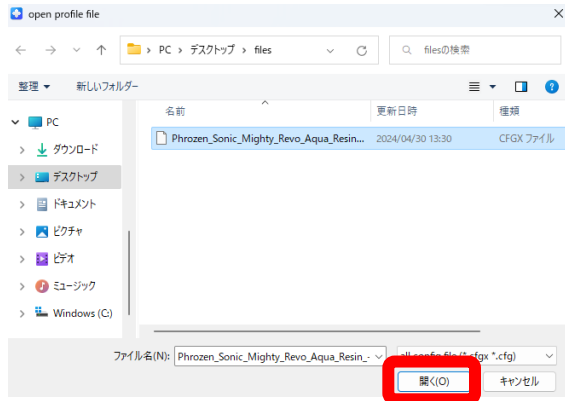 open profile file
PC > デスクトップ > files
filesの検索
整理 新しいフォルダー
名前 更新日時 種類
PC
Phrozen_Sonic_Mighty_Revo_Aqua_Resin... 2024/04/30 13:30 CFGX ファイル
ダウンロード
デスクトップ
ドキュメント
ピクチャ
ビデオ
ミュージック
Windows (C:)
ファイル名(N): Phrozen_Sonic_Mighty_Revo_Aqua_Resin_- all config file (*.cfgx *.cfg)
開く(O) キャンセル